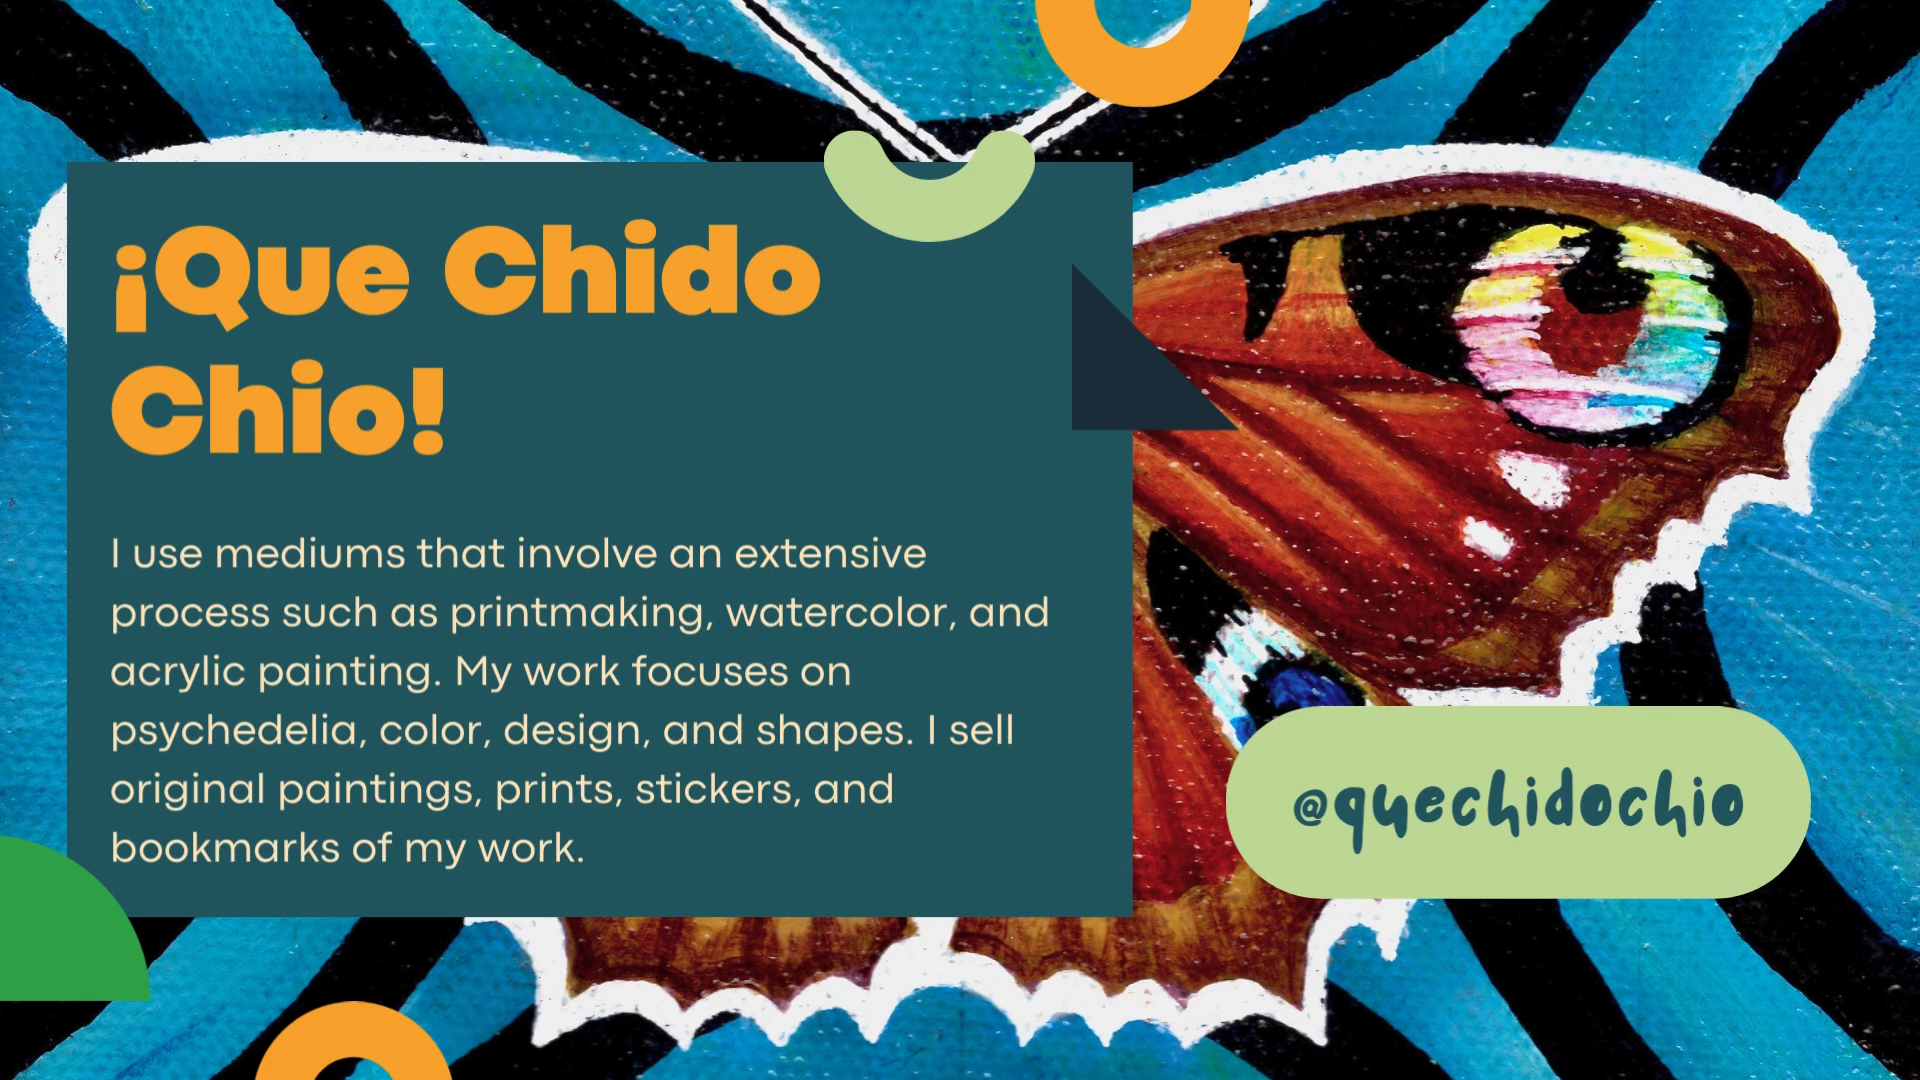 ¡Que Chido
Chio!
I use mediums that involve an extensive
process such as printmaking, watercolor, and
acrylic painting. My work focuses on
psychedelia, color, design, and shapes. I sell
original paintings, prints, stickers, and
bookmarks of my work.
@quechidochio